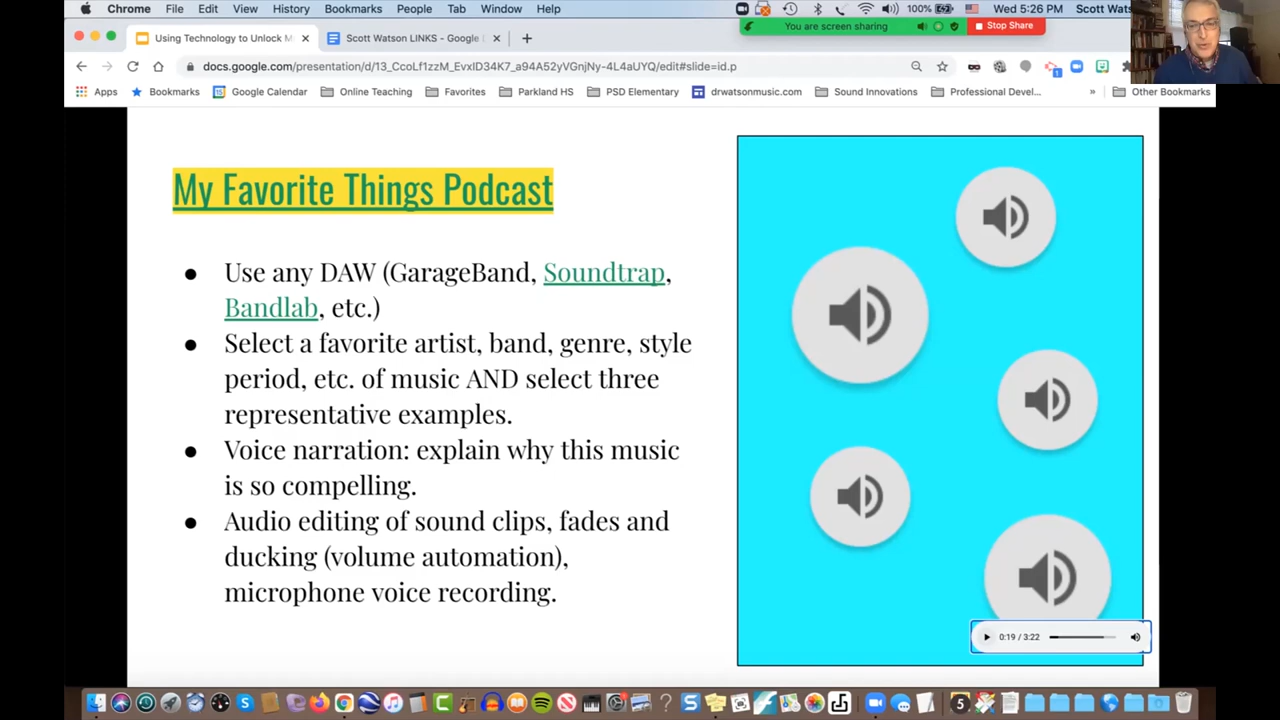 Chrome File Edit View History Bookmarks People Tab Window Help 100% Wed 5:26 PM Scott Wats
You are screen sharing Stop Share
Using Technology to Unlock M Scott Watson LINKS - Google
docs.google.com/presentation/d/13_CcoLf1zzM_EvxID34K7_a94A52yVGnjNy-4L4aUYQ/edit#slide=id.p
Apps Bookmarks Google Calendar Online Teaching Favorites Parkland HS PSD Elementary drwatsonmusic.com Sound Innovations Professional Devel... » Other Bookmarks
My Favorite Things Podcast
● Use any DAW (GarageBand, Soundtrap,
Bandlab, etc.)
● Select a favorite artist, band, genre, style
period, etc. of music AND select three
representative examples.
● Voice narration: explain why this music
is so compelling.
● Audio editing of sound clips, fades and
ducking (volume automation),
microphone voice recording.
0:19 / 3:22